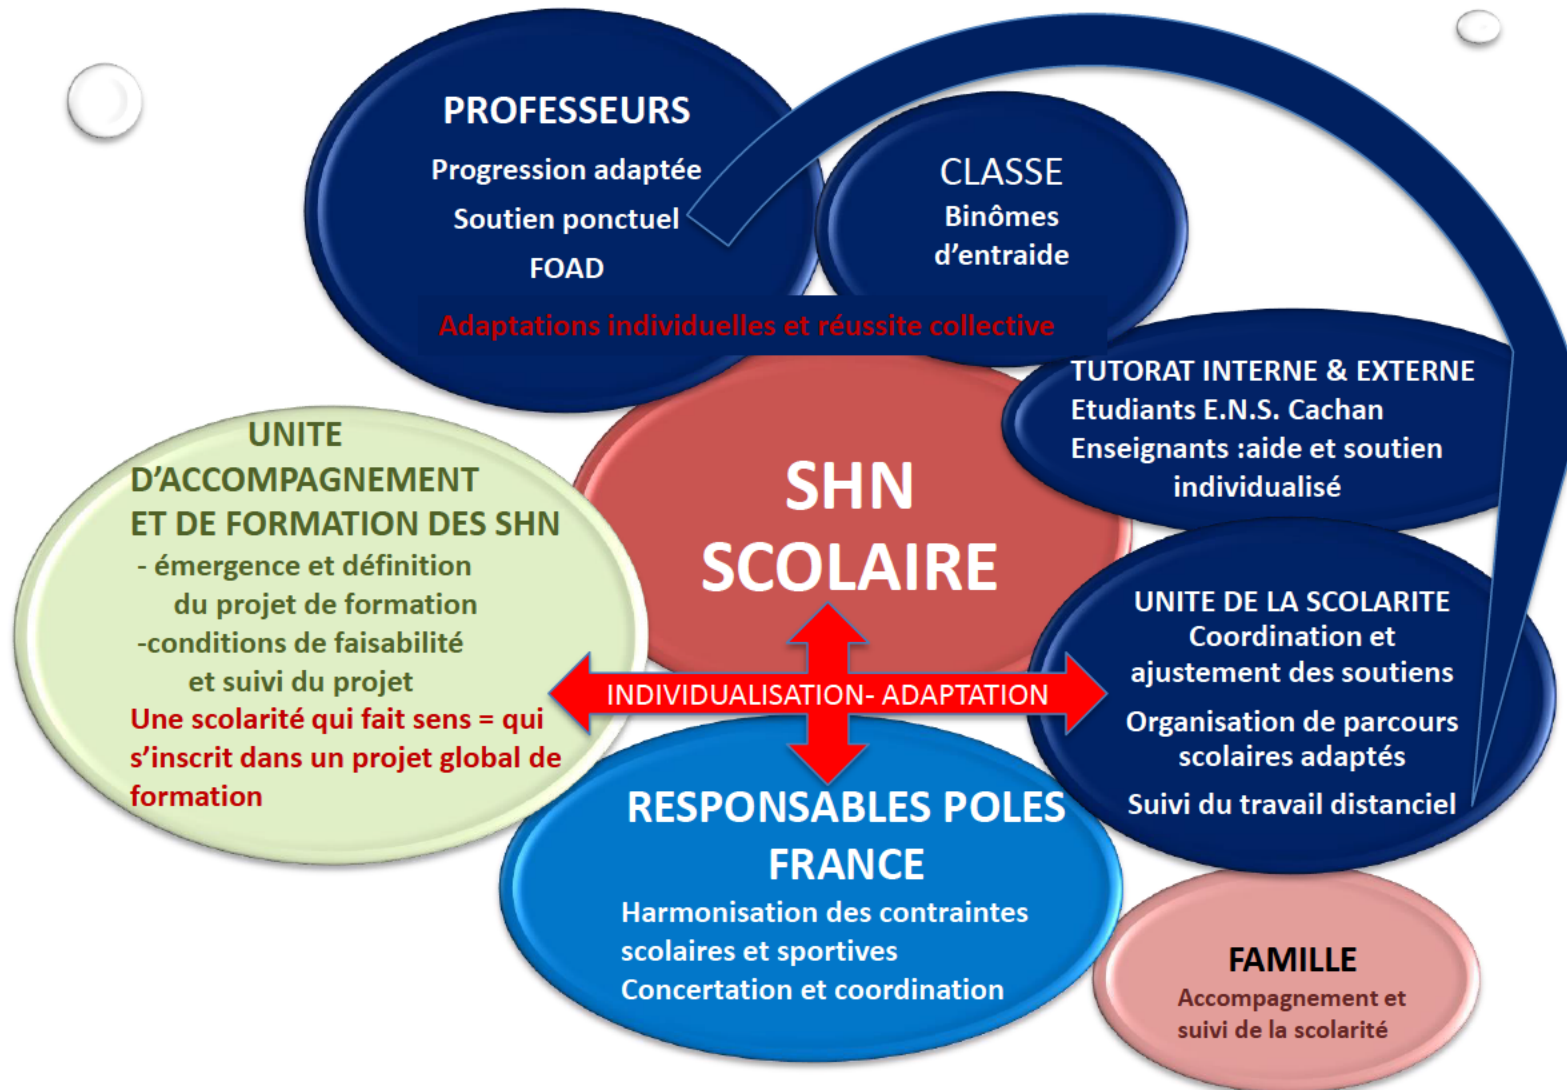 PROFESSEURS
Progression adaptée
Soutien ponctuel
FOAD
CLASSE
Binômes
d'entraide
Adaptations individuelles et réussite collective
TUTORAT INTERNE & EXTERNE
Etudiants E.N.S. Cachan
Enseignants :aide et soutien
individualisé
UNITE
D'ACCOMPAGNEMENT
ET DE FORMATION DES SHN
- émergence et définition
du projet de formation
-conditions de faisabilité
et suivi du projet
Une scolarité qui fait sens = qui
s'inscrit dans un projet global de
formation
SHN
SCOLAIRE
INDIVIDUALISATION- ADAPTATION
UNITE DE LA SCOLARITE
Coordination et
ajustement des soutiens
Organisation de parcours
scolaires adaptés
Suivi du travail distanciel
RESPONSABLES POLES
FRANCE
Harmonisation des contraintes
scolaires et sportives
Concertation et coordination
FAMILLE
Accompagnement et
suivi de la scolarité